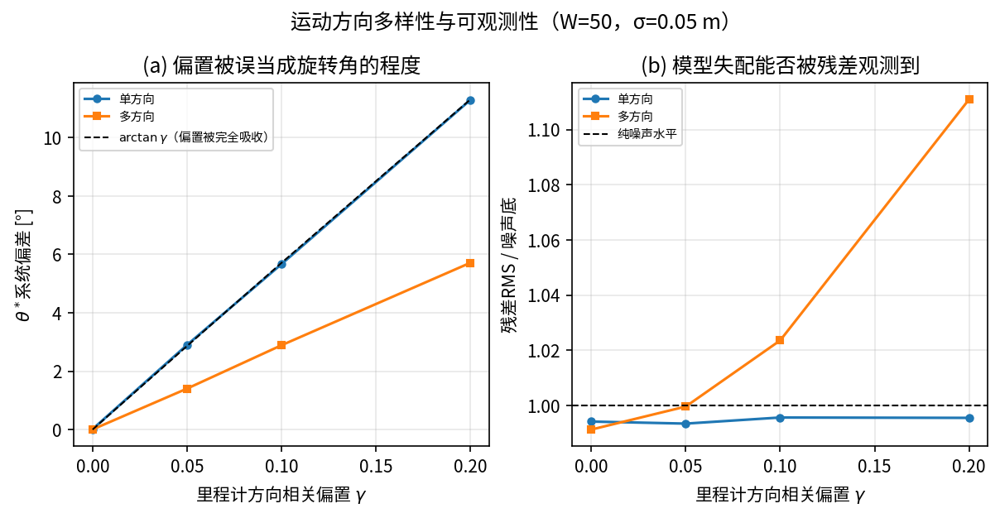 运动方向多样性与可观测性（W=50，σ=0.05 m）
(a) 偏置被误当成旋转角的程度
单方向
多方向
arctan γ（偏置被完全吸收）
θ*系统偏差 [°]
10
8
6
4
2
0
0.00 0.05 0.10 0.15 0.20
里程计方向相关偏置 γ
(b) 模型失配能否被残差观测到
单方向
多方向
纯噪声水平
残差RMS / 噪声底
1.10
1.08
1.06
1.04
1.02
1.00
0.00 0.05 0.10 0.15 0.20
里程计方向相关偏置 γ